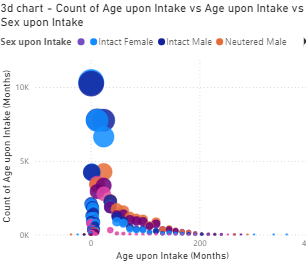 3d chart - Count of Age upon Intake vs Age upon Intake vs
Sex upon Intake
Sex upon Intake Intact Female Intact Male Neutered Male
10K
5K
0K
0 200 4
Count of Age upon Intake (Months)
Age upon Intake (Months)